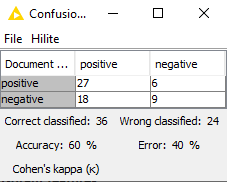 Confusio...
File Hilite
Document ... positive negative
positive 27 6
negative 18 9
Correct classified: 36 Wrong classified: 24
Accuracy: 60 % Error: 40 %
Cohen's kappa (κ)